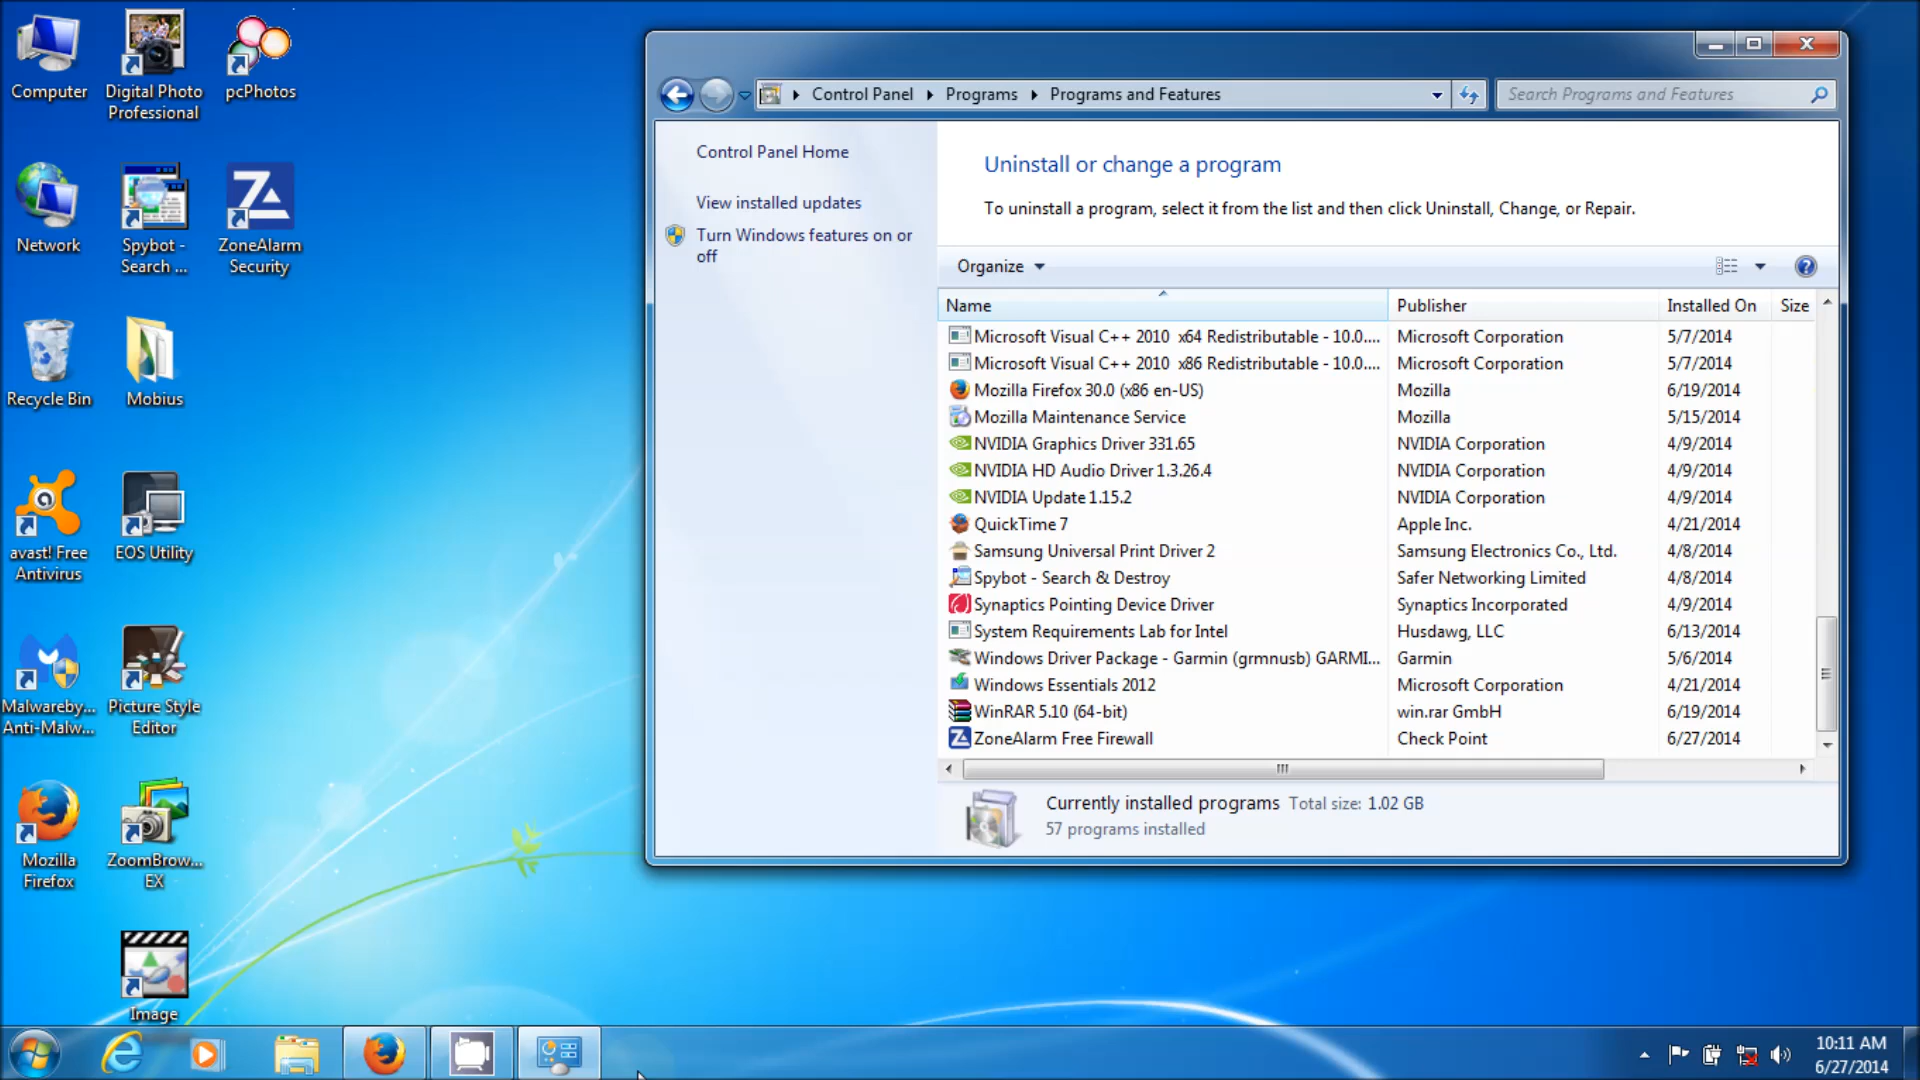 Computer
Digital Photo
Professional
pcPhotos
Network
Spybot -
Search ...
ZoneAlarm
Security
Recycle Bin
Mobius
avast! Free
Antivirus
EOS Utility
Malwareby...
Anti-Malw...
Picture Style
Editor
Mozilla
Firefox
ZoomBrow...
EX
Image
Control Panel
Programs
Programs and Features
Search Programs and Features
Control Panel Home
View installed updates
Turn Windows features on or
off
Uninstall or change a program
To uninstall a program, select it from the list and then click Uninstall, Change, or Repair.
Organize
Name Publisher Installed On Size
Microsoft Visual C++ 2010 x64 Redistributable - 10.0.... Microsoft Corporation 5/7/2014
Microsoft Visual C++ 2010 x86 Redistributable - 10.0.... Microsoft Corporation 5/7/2014
Mozilla Firefox 30.0 (x86 en-US) Mozilla 6/19/2014
Mozilla Maintenance Service Mozilla 5/15/2014
NVIDIA Graphics Driver 331.65 NVIDIA Corporation 4/9/2014
NVIDIA HD Audio Driver 1.3.26.4 NVIDIA Corporation 4/9/2014
NVIDIA Update 1.15.2 NVIDIA Corporation 4/9/2014
QuickTime 7 Apple Inc. 4/21/2014
Samsung Universal Print Driver 2 Samsung Electronics Co., Ltd. 4/8/2014
Spybot - Search & Destroy Safer Networking Limited 4/8/2014
Synaptics Pointing Device Driver Synaptics Incorporated 4/9/2014
System Requirements Lab for Intel Husdawg, LLC 6/13/2014
Windows Driver Package - Garmin (grmnusb) GARMI... Garmin 5/6/2014
Windows Essentials 2012 Microsoft Corporation 4/21/2014
WinRAR 5.10 (64-bit) win.rar GmbH 6/19/2014
ZoneAlarm Free Firewall Check Point 6/27/2014
Currently installed programs Total size: 1.02 GB
57 programs installed
10:11 AM
6/27/2014